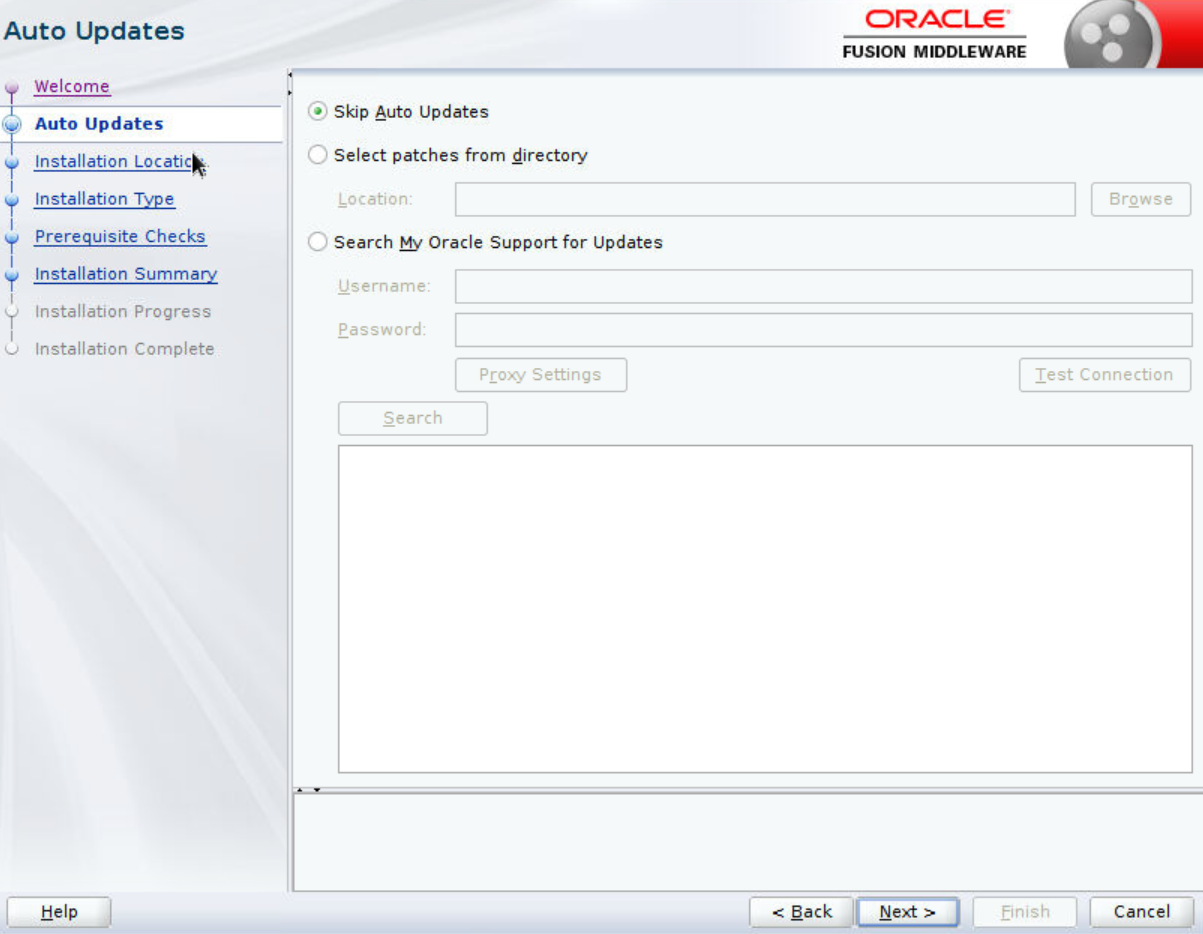 Auto Updates
ORACLE
FUSION MIDDLEWARE
Welcome
Auto Updates
Installation Location
Installation Type
Prerequisite Checks
Installation Summary
Installation Progress
Installation Complete
Skip Auto Updates
Select patches from directory
Location:
Browse
Search My Oracle Support for Updates
Username:
Password:
Proxy Settings
Test Connection
Search
Help
< Back
Next >
Finish
Cancel